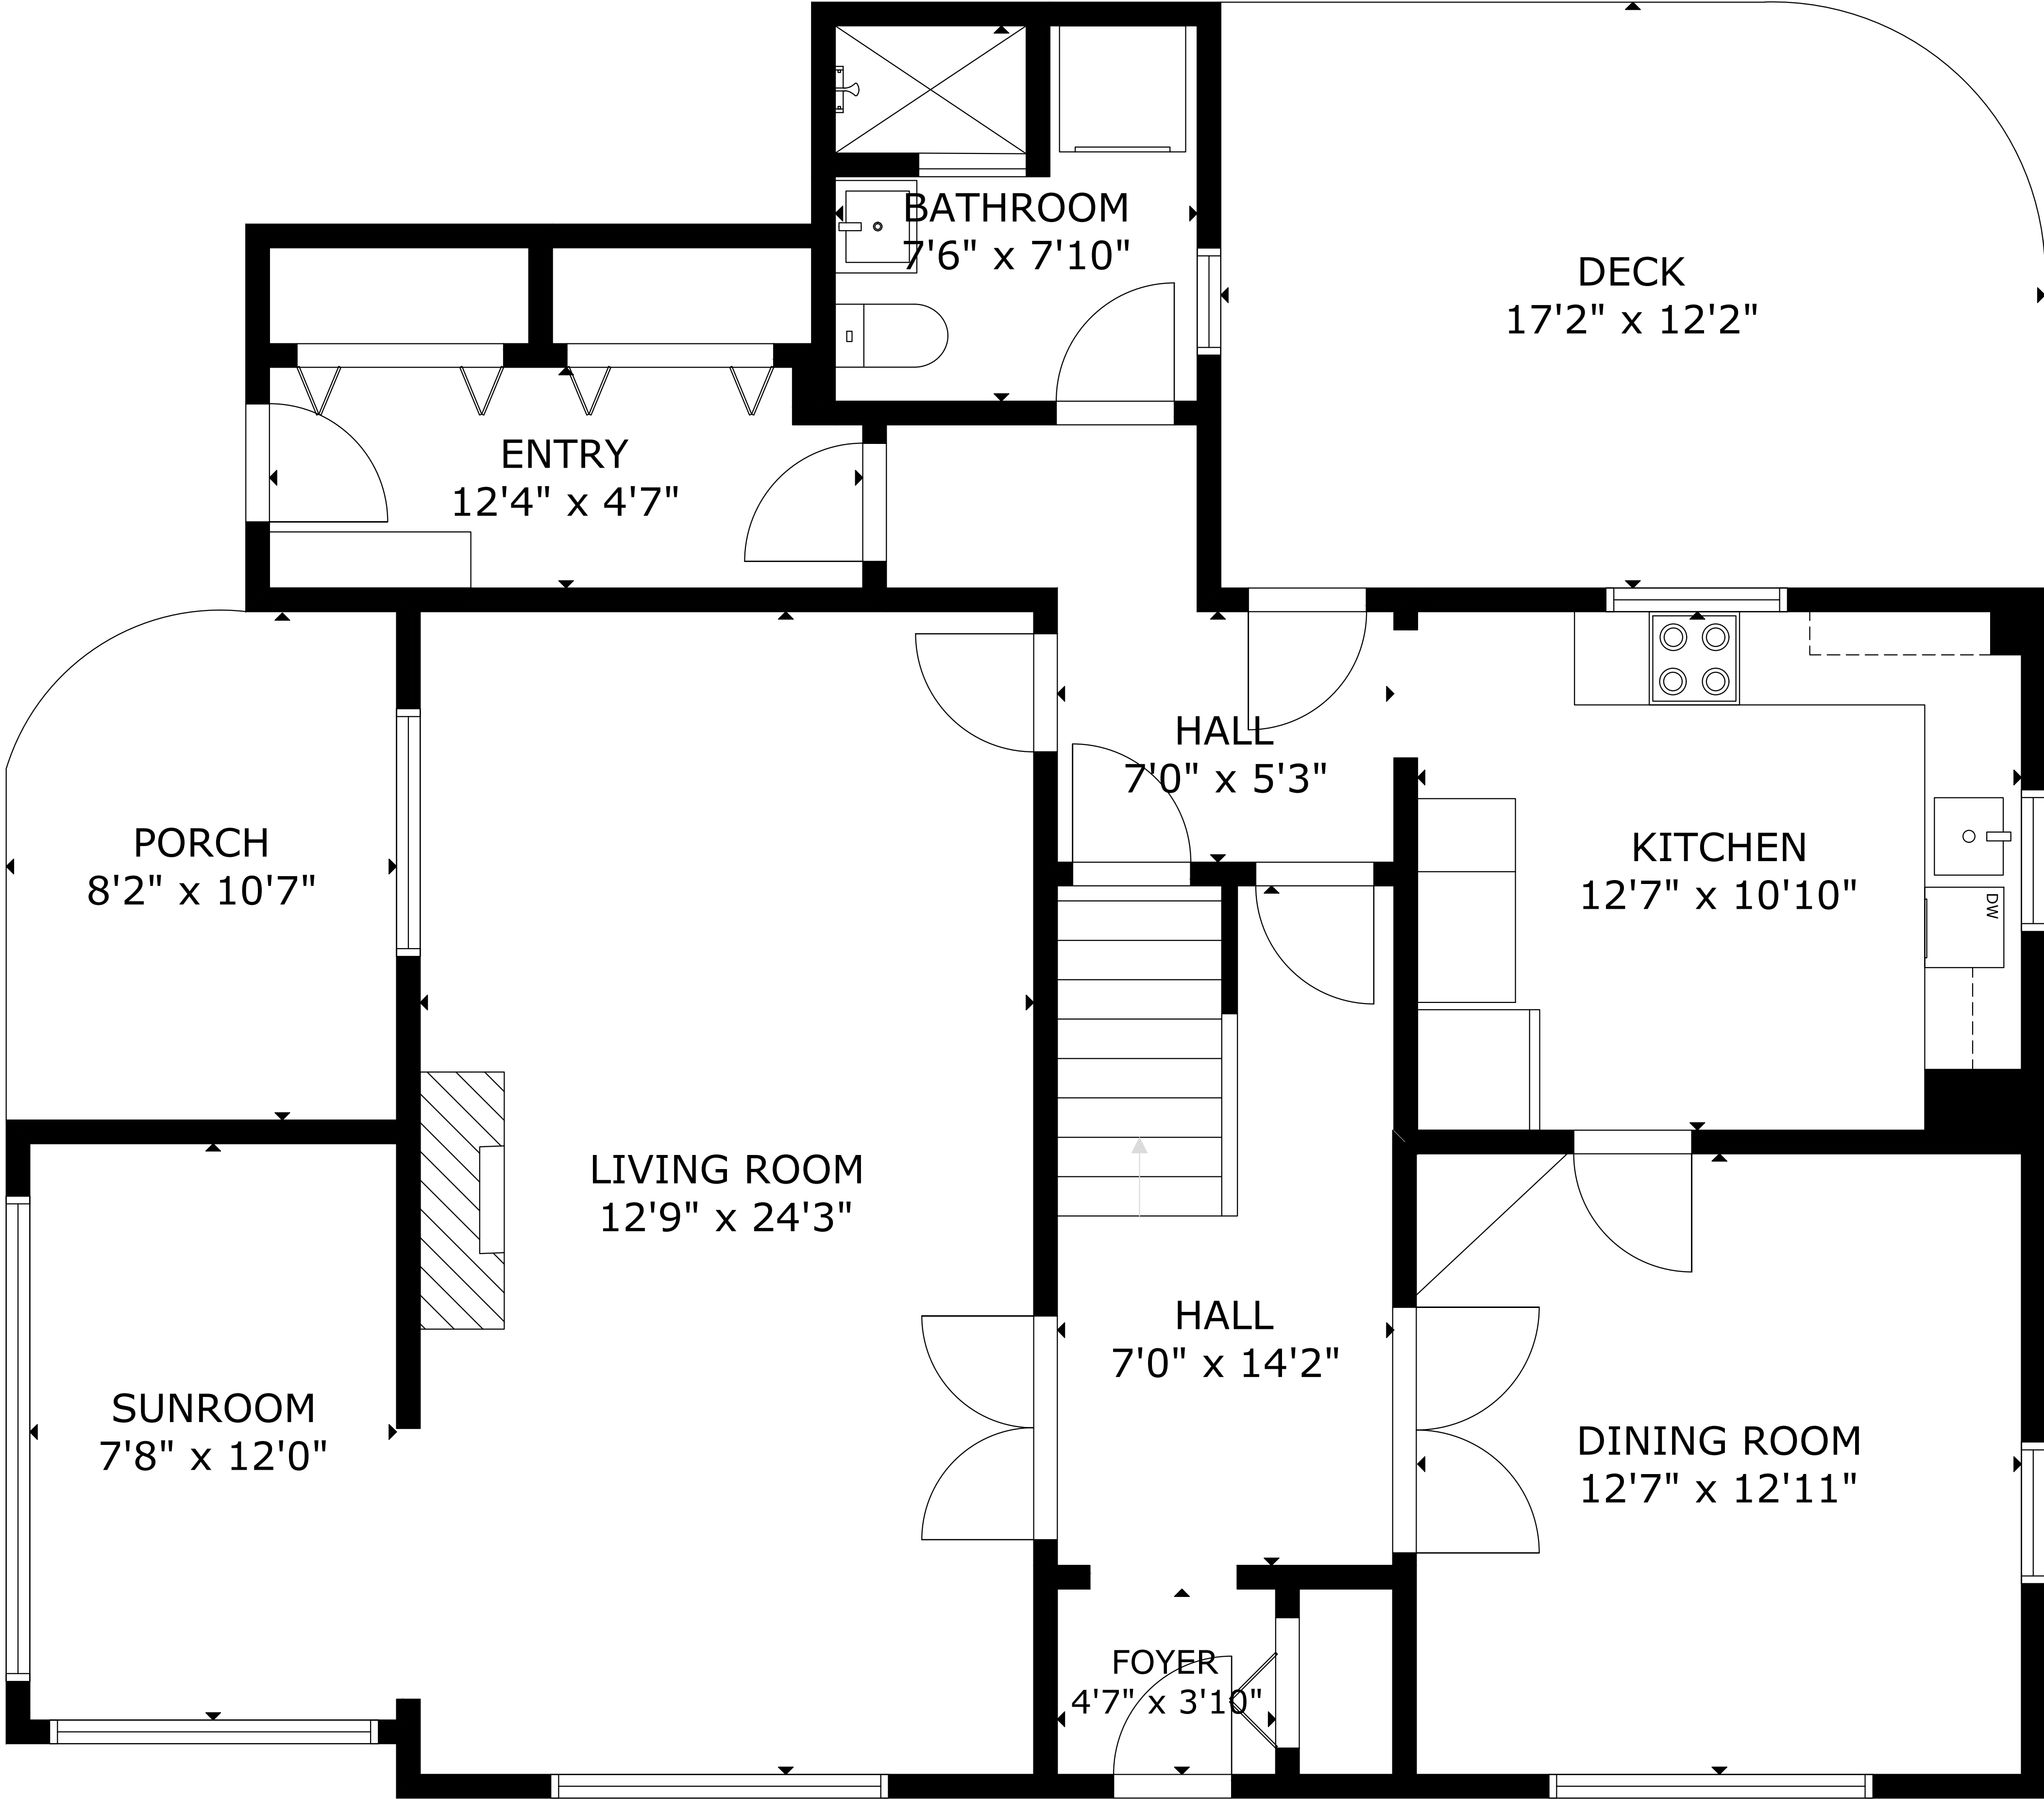 BATHROOM
7'6" x 7'10"
DECK
17'2" x 12'2"
ENTRY
12'4" x 4'7"
HALL
7'0" x 5'3"
PORCH
8'2" x 10'7"
KITCHEN
12'7" x 10'10"
DW
LIVING ROOM
12'9" x 24'3"
HALL
7'0" x 14'2"
SUNROOM
7'8" x 12'0"
DINING ROOM
12'7" x 12'11"
FOYER
4'7" x 3'10"